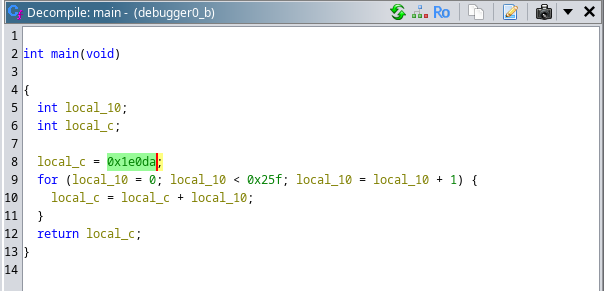 Decompile: main - (debugger0_b)
Ro
1
2 int main(void)
3
4 {
5 int local_10;
6 int local_c;
7
8 local_c = 0x1e0da;
9 for (local_10 = 0; local_10 < 0x25f; local_10 = local_10 + 1) {
10 local_c = local_c + local_10;
11 }
12 return local_c;
13 }
14